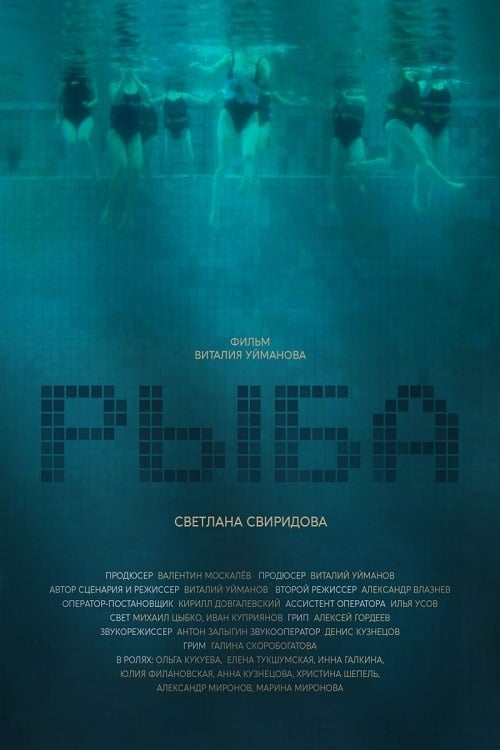 ФИЛЬМ
ВИТАЛИЯ УЙМАНОВА
РЫБА
СВЕТЛАНА СВИРИДОВА
ПРОДЮСЕР ВАЛЕНТИН МОСКАЛЁВ ПРОДЮСЕР ВИТАЛИЙ УЙМАНОВ
АВТОР СЦЕНАРИЯ И РЕЖИССЕР ВИТАЛИЙ УЙМАНОВ ВТОРОЙ РЕЖИССЕР АЛЕКСАНДР ВЛАЗНЕВ
ОПЕРАТОР-ПОСТАНОВЩИК КИРИЛЛ ДОВГАЛЕВСКИЙ АССИСТЕНТ ОПЕРАТОРА ИЛЬЯ УСОВ
СВЕТ МИХАИЛ ЦЫБКО, ИВАН КУПРИЯНОВ ГРИП АЛЕКСЕЙ ГОРДЕЕВ
ЗВУКОРЕЖИССЕР АНТОН ЗАЛЫГИН ЗВУКООПЕРАТОР ДЕНИС КУЗНЕЦОВ
ГРИМ ГАЛИНА СКОРОБОГАТОВА
В РОЛЯХ: ОЛЬГА КУКУЕВА, ЕЛЕНА ТУКШУМСКАЯ, ИННА ГАЛКИНА,
ЮЛИЯ ФИЛАНОВСКАЯ, АННА КУЗНЕЦОВА, ХРИСТИНА ШЕПЕЛЬ,
АЛЕКСАНДР МИРОНОВ, МАРИНА МИРОНОВА